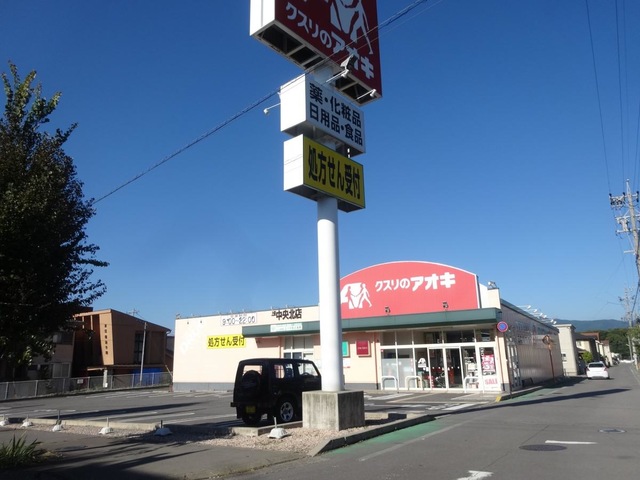 クスリのアオキ
薬・化粧品
日用品・食品
処方せん受付
クスリのアオキ
中央北店
9:00-22:00
処方せん受付